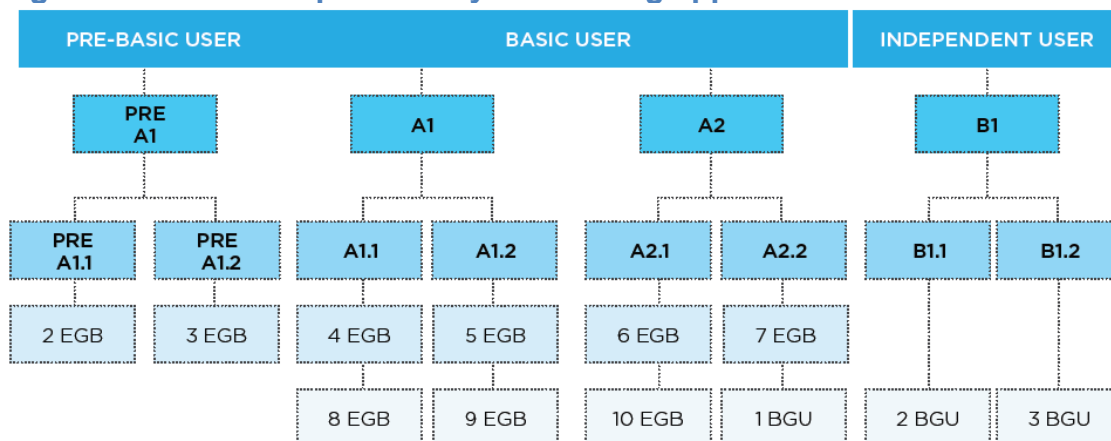 PRE-BASIC USER BASIC USER INDEPENDENT USER
PRE
A1
A1
A2
B1
PRE
A1.1
PRE
A1.2
A1.1
A1.2
A2.1
A2.2
B1.1
B1.2
2 EGB
3 EGB
4 EGB
5 EGB
6 EGB
7 EGB
8 EGB
9 EGB
10 EGB
1 BGU
2 BGU
3 BGU